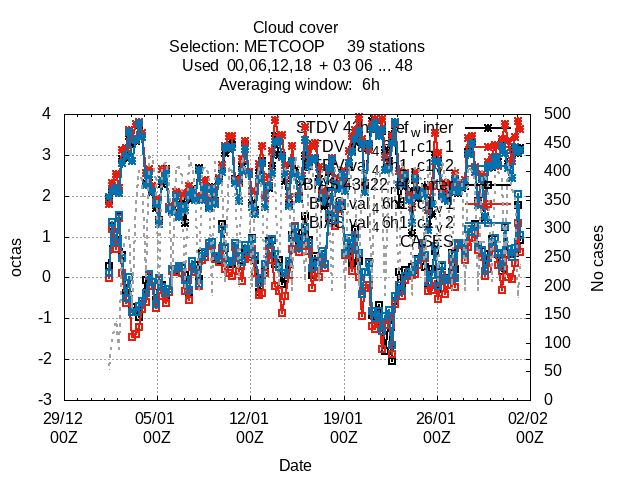 Cloud cover
Selection: METCOOP 39 stations
Used 00,06,12,18 + 03 06 ... 48
Averaging window: 6h
4
3
2
1
0
-1
-2
-3
octas
500
450
400
350
300
250
200
150
100
50
0
No cases
STDV
CASES
29/12 05/01 12/01 19/01 26/01 02/02
00Z 00Z 00Z 00Z 00Z 00Z
Date